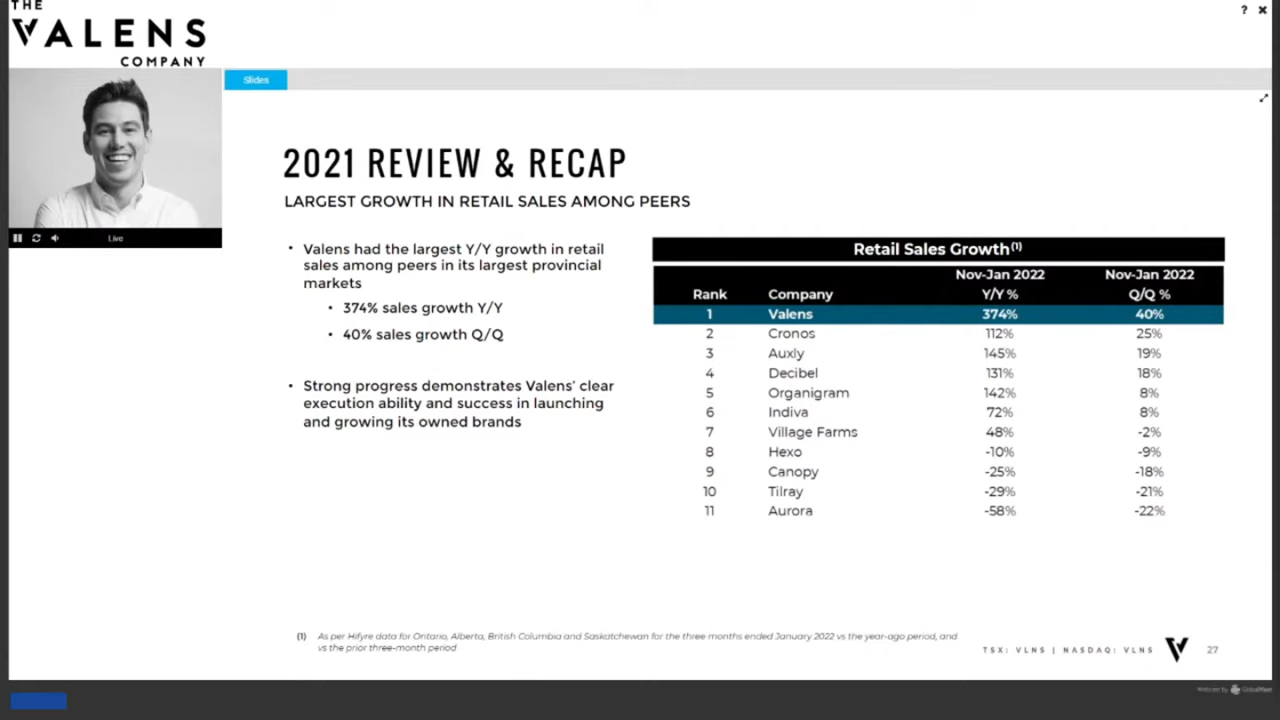 THE
VALENS
COMPANY
? ×
Slides
Live
2021 REVIEW & RECAP
LARGEST GROWTH IN RETAIL SALES AMONG PEERS
• Valens had the largest Y/Y growth in retail
sales among peers in its largest provincial
markets
• 374% sales growth Y/Y
• 40% sales growth Q/Q
• Strong progress demonstrates Valens' clear
execution ability and success in launching
and growing its owned brands
Retail Sales Growth(1)
Nov-Jan 2022 Nov-Jan 2022
Rank Company Y/Y % Q/Q %
1 Valens 374% 40%
2 Cronos 112% 25%
3 Auxly 145% 19%
4 Decibel 131% 18%
5 Organigram 142% 8%
6 Indiva 72% 8%
7 Village Farms 48% -2%
8 Hexo -10% -9%
9 Canopy -25% -18%
10 Tilray -29% -21%
11 Aurora -58% -22%
(1) As per Hifyre data for Ontario, Alberta, British Columbia and Saskatchewan for the three months ended January 2022 vs the year-ago period, and
vs the prior three-month period
TSX: VLNS | NASDAQ: VLNS 27
Webcast by GlobalMeet